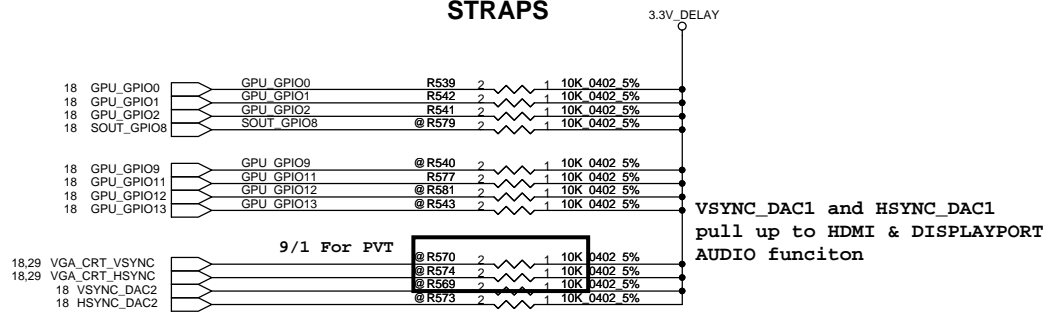 STRAPS
3.3V_DELAY
18 GPU_GPIO0 GPU_GPIO0 R539 2 1 10K_0402_5%
18 GPU_GPIO1 GPU_GPIO1 R542 2 1 10K_0402_5%
18 GPU_GPIO2 GPU_GPIO2 R541 2 1 10K_0402_5%
18 SOUT_GPIO8 SOUT_GPIO8 @R579 2 1 10K_0402_5%
18 GPU_GPIO9 GPU_GPIO9 @R540 2 1 10K_0402_5%
18 GPU_GPIO11 GPU_GPIO11 R577 2 1 10K_0402_5%
18 GPU_GPIO12 GPU_GPIO12 @R581 2 1 10K_0402_5%
18 GPU_GPIO13 GPU_GPIO13 @R543 2 1 10K_0402_5%
VSYNC_DAC1 and HSYNC_DAC1
pull up to HDMI & DISPLAYPORT
AUDIO funciton
9/1 For PVT
18,29 VGA_CRT_VSYNC @R570 2 1 10K_0402_5%
18,29 VGA_CRT_HSYNC @R574 2 1 10K_0402_5%
18 VSYNC_DAC2 @R569 2 1 10K_0402_5%
18 HSYNC_DAC2 @R573 2 1 10K_0402_5%